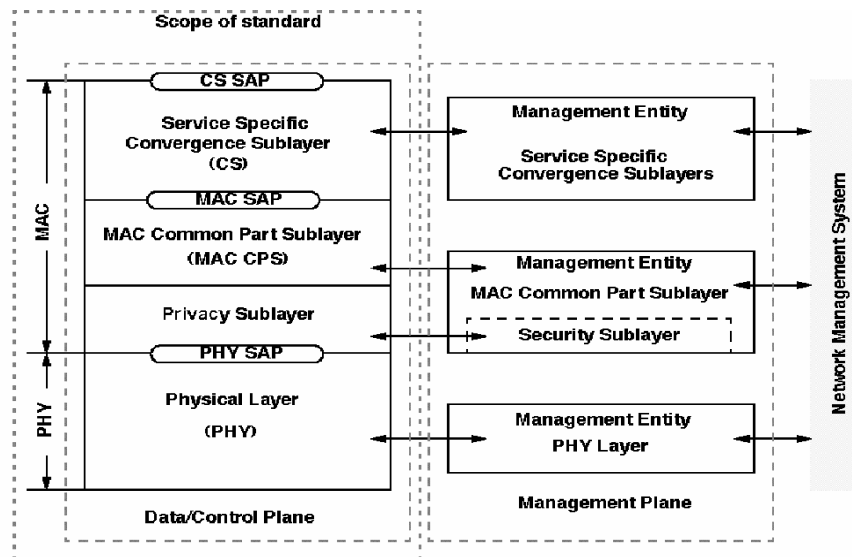 Scope of standard
CS SAP
Service Specific
Convergence Sublayer
(CS)
MAC SAP
MAC Common Part Sublayer
(MAC CPS)
Privacy Sublayer
PHY SAP
Physical Layer
(PHY)
Data/Control Plane
MAC
PHY
Management Entity
Service Specific
Convergence Sublayers
Management Entity
MAC Common Part Sublayer
Security Sublayer
Management Entity
PHY Layer
Management Plane
Network Management System